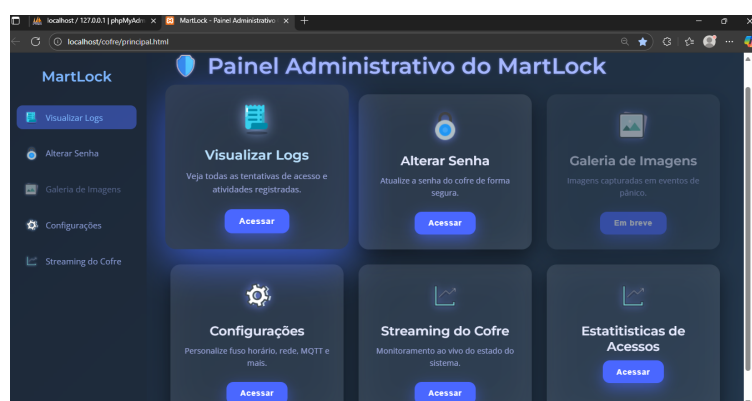 localhost / 127.0.0.1 | phpMyAdmi
MartLock - Painel Administrativo
localhost/cofre/principal.html
MartLock
Visualizar Logs
Alterar Senha
Galeria de Imagens
Configurações
Streaming do Cofre
Painel Administrativo do MartLock
Visualizar Logs
Veja todas as tentativas de acesso e
atividades registradas.
Acessar
Alterar Senha
Atualize a senha do cofre de forma
segura.
Acessar
Galeria de Imagens
Imagens capturadas em eventos de
pânico.
Em breve
Configurações
Personalize fuso horário, rede, MQTT e
mais.
Acessar
Streaming do Cofre
Monitoramento ao vivo do estado do
sistema.
Acessar
Estatitisticas de
Acessos
Acessar